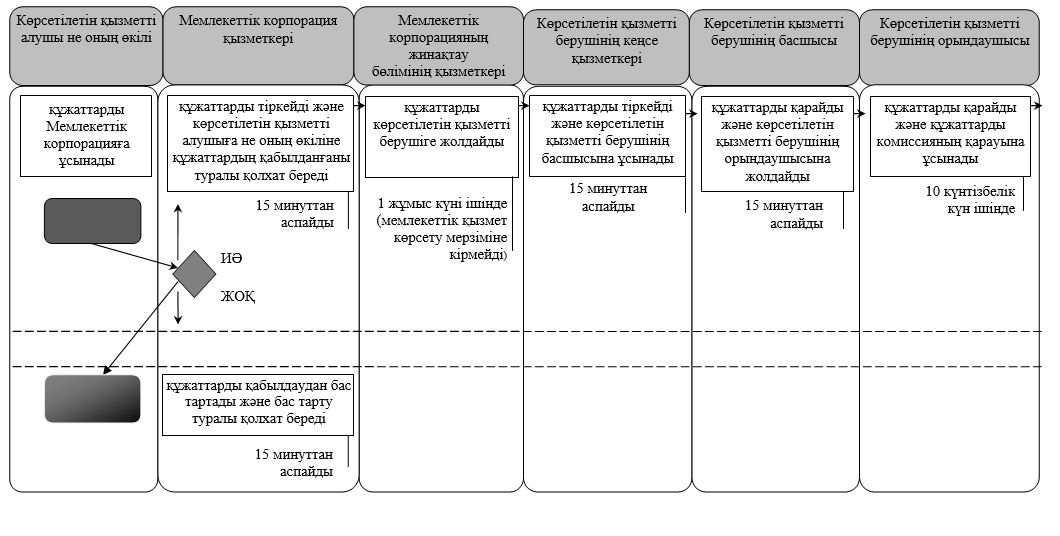 Көрсетілетін қызметті
алушы не оның өкілі
Мемлекеттік корпорация
қызметкері
Мемлекеттік
корпорацияның
жинақтау
бөлімінің қызметкері
Көрсетілетін қызметті
берушінің кеңсе
қызметкері
Көрсетілетін қызметті
берушінің басшысы
Көрсетілетін қызметті
берушінің орындаушысы
құжаттарды
Мемлекеттік
корпорацияға
ұсынады
құжаттарды тіркейді және
көрсетілетін қызметті
алушыға не оның өкіліне
құжаттардың қабылданғаны
туралы қолхат береді
15 минуттан
аспайды
құжаттарды
көрсетілетін қызметті
берушіге жолдайды
1 жұмыс күні ішінде
(мемлекеттік қызмет
көрсету мерзіміне
кірмейді)
құжаттарды тіркейді
және көрсетілетін
қызметті берушінің
басшысына ұсынады
15 минуттан
аспайды
құжаттарды қарайды
және көрсетілетін
қызметті берушінің
орындаушысына
жолдайды
15 минуттан
аспайды
құжаттарды қарайды
және құжаттарды
комиссияның қарауына
ұсынады
10 күнтізбелік
күн ішінде
ИӘ
ЖОҚ
құжаттарды қабылдаудан бас
тартады және бас тарту
туралы қолхат береді
15 минуттан
аспайды